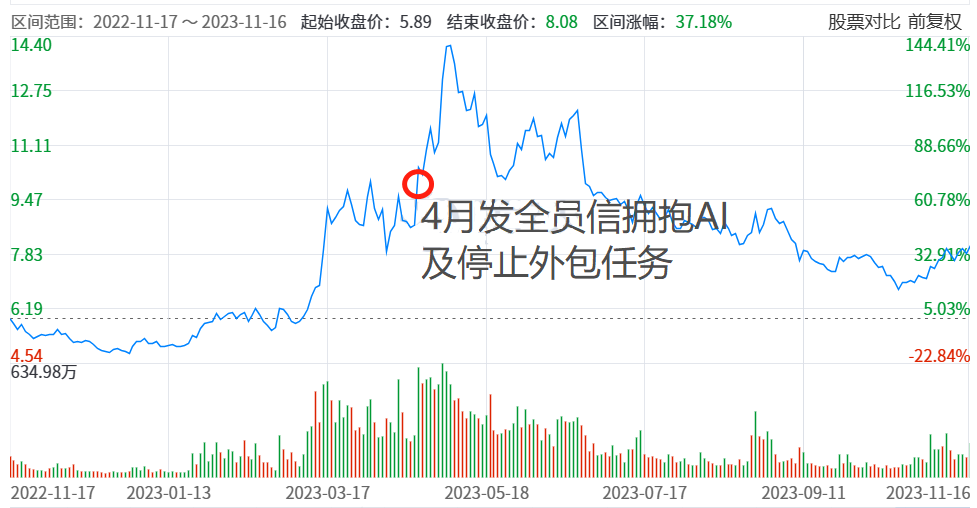 区间范围：2022-11-17 ～ 2023-11-16 起始收盘价：5.89 结束收盘价：8.08 区间涨幅：37.18% 股票对比 前复权
14.40 144.41%
12.75 116.53%
11.11 88.66%
9.47 60.78%
4月发全员信拥抱AI
及停止外包任务
7.83 32.91%
6.19 5.03%
4.54 -22.84%
634.98万
2022-11-17 2023-01-13 2023-03-17 2023-05-18 2023-07-17 2023-09-11 2023-11-16